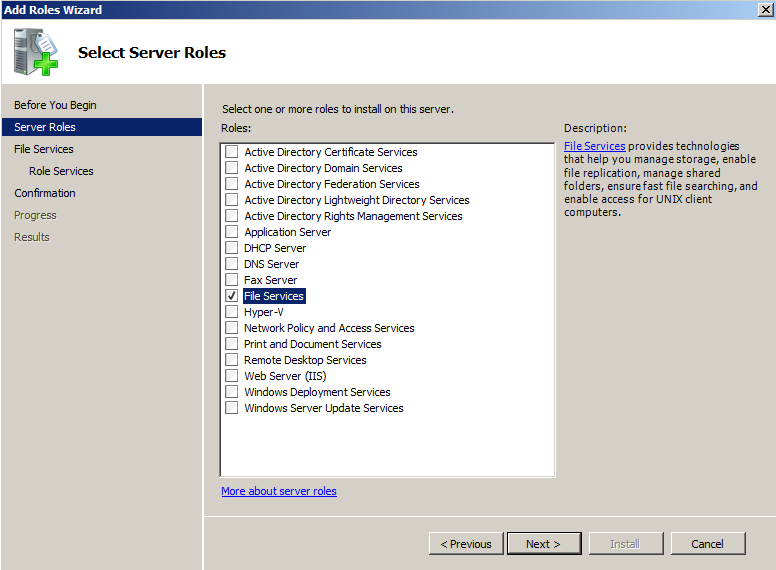 Add Roles Wizard
Select Server Roles
Before You Begin
Server Roles
File Services
Role Services
Confirmation
Progress
Results
Select one or more roles to install on this server.
Roles:
Active Directory Certificate Services
Active Directory Domain Services
Active Directory Federation Services
Active Directory Lightweight Directory Services
Active Directory Rights Management Services
Application Server
DHCP Server
DNS Server
Fax Server
File Services
Hyper-V
Network Policy and Access Services
Print and Document Services
Remote Desktop Services
Web Server (IIS)
Windows Deployment Services
Windows Server Update Services
More about server roles
Description:
File Services provides technologies
that help you manage storage, enable
file replication, manage shared
folders, ensure fast file searching, and
enable access for UNIX client
computers.
< Previous
Next >
Install
Cancel